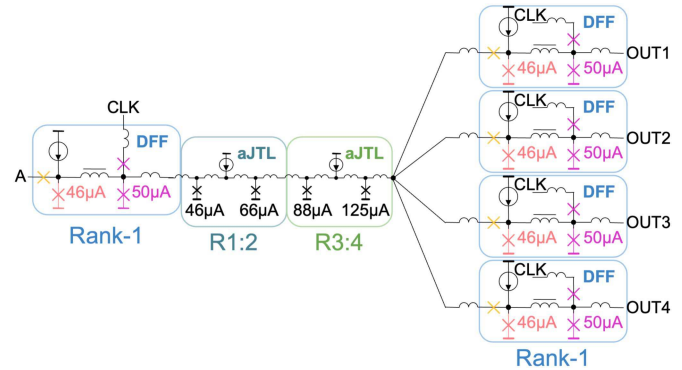 CLK
DFF
46μA
50μA
OUT1
CLK
DFF
46μA
50μA
OUT2
CLK
DFF
46μA
50μA
OUT3
CLK
DFF
46μA
50μA
OUT4
Rank-1
CLK
A
DFF
46μA
50μA
Rank-1
aJTL
46μA
66μA
R1:2
aJTL
88μA
125μA
R3:4